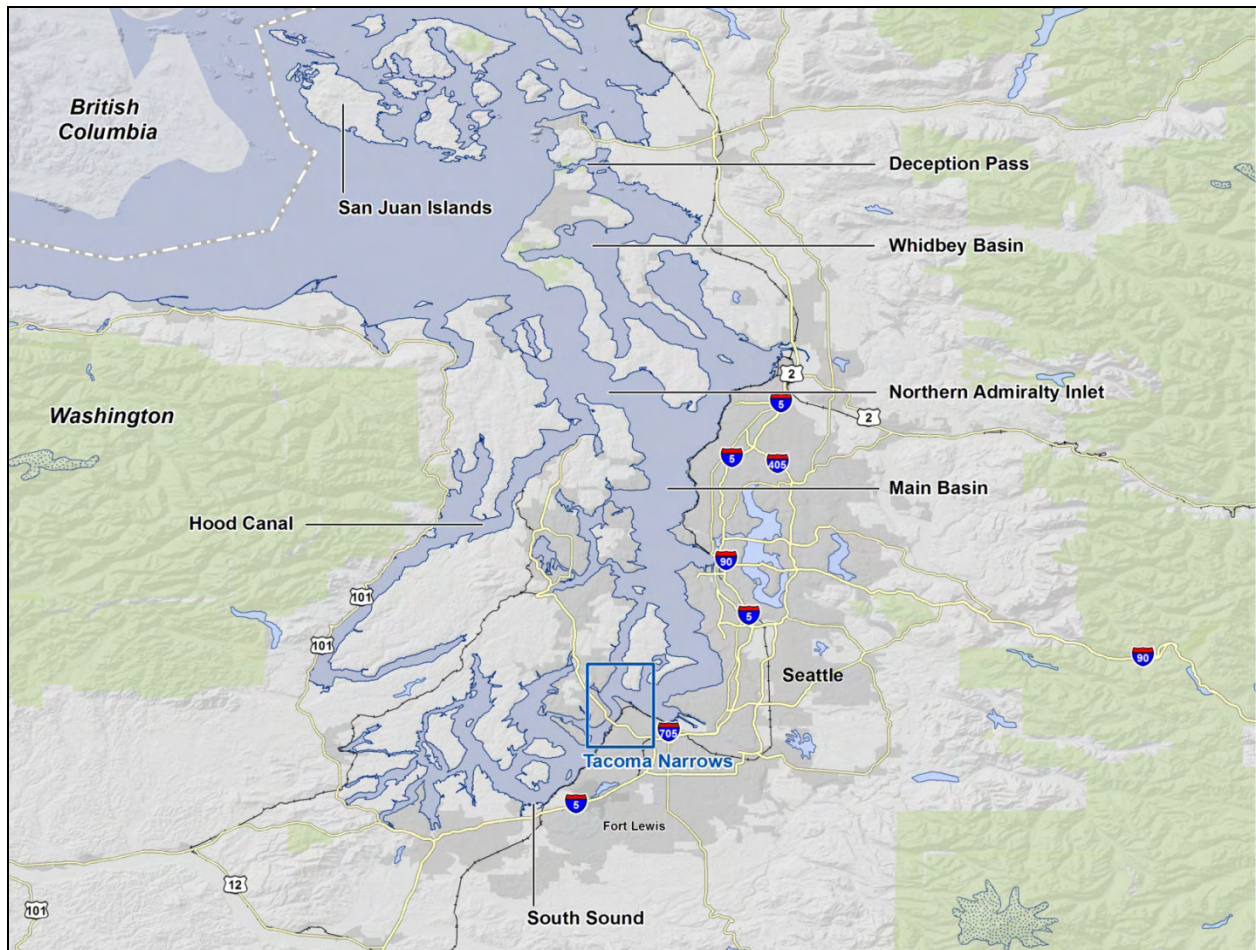 British
Columbia
Deception Pass
San Juan Islands
Whidbey Basin
2
Northern Admiralty Inlet
5
Washington
2
5
405
Main Basin
Hood Canal
90
101
5
101
90
Seattle
705
Tacoma Narrows
5
Fort Lewis
12
101
South Sound